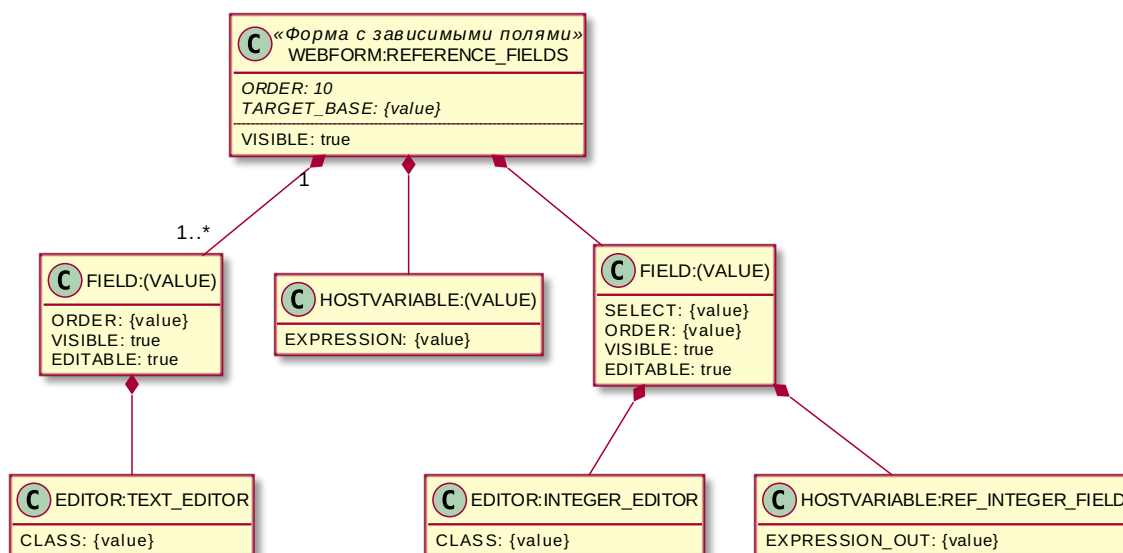 C
«Форма с зависимыми полями»
WEBFORM:REFERENCE_FIELDS
ORDER: 10
TARGET_BASE: {value}
VISIBLE: true
1
1..*
C FIELD:(VALUE)
ORDER: {value}
VISIBLE: true
EDITABLE: true
C HOSTVARIABLE:(VALUE)
EXPRESSION: {value}
C FIELD:(VALUE)
SELECT: {value}
ORDER: {value}
VISIBLE: true
EDITABLE: true
C EDITOR:TEXT_EDITOR
CLASS: {value}
C EDITOR:INTEGER_EDITOR
CLASS: {value}
C HOSTVARIABLE:REF_INTEGER_FIELD
EXPRESSION_OUT: {value}